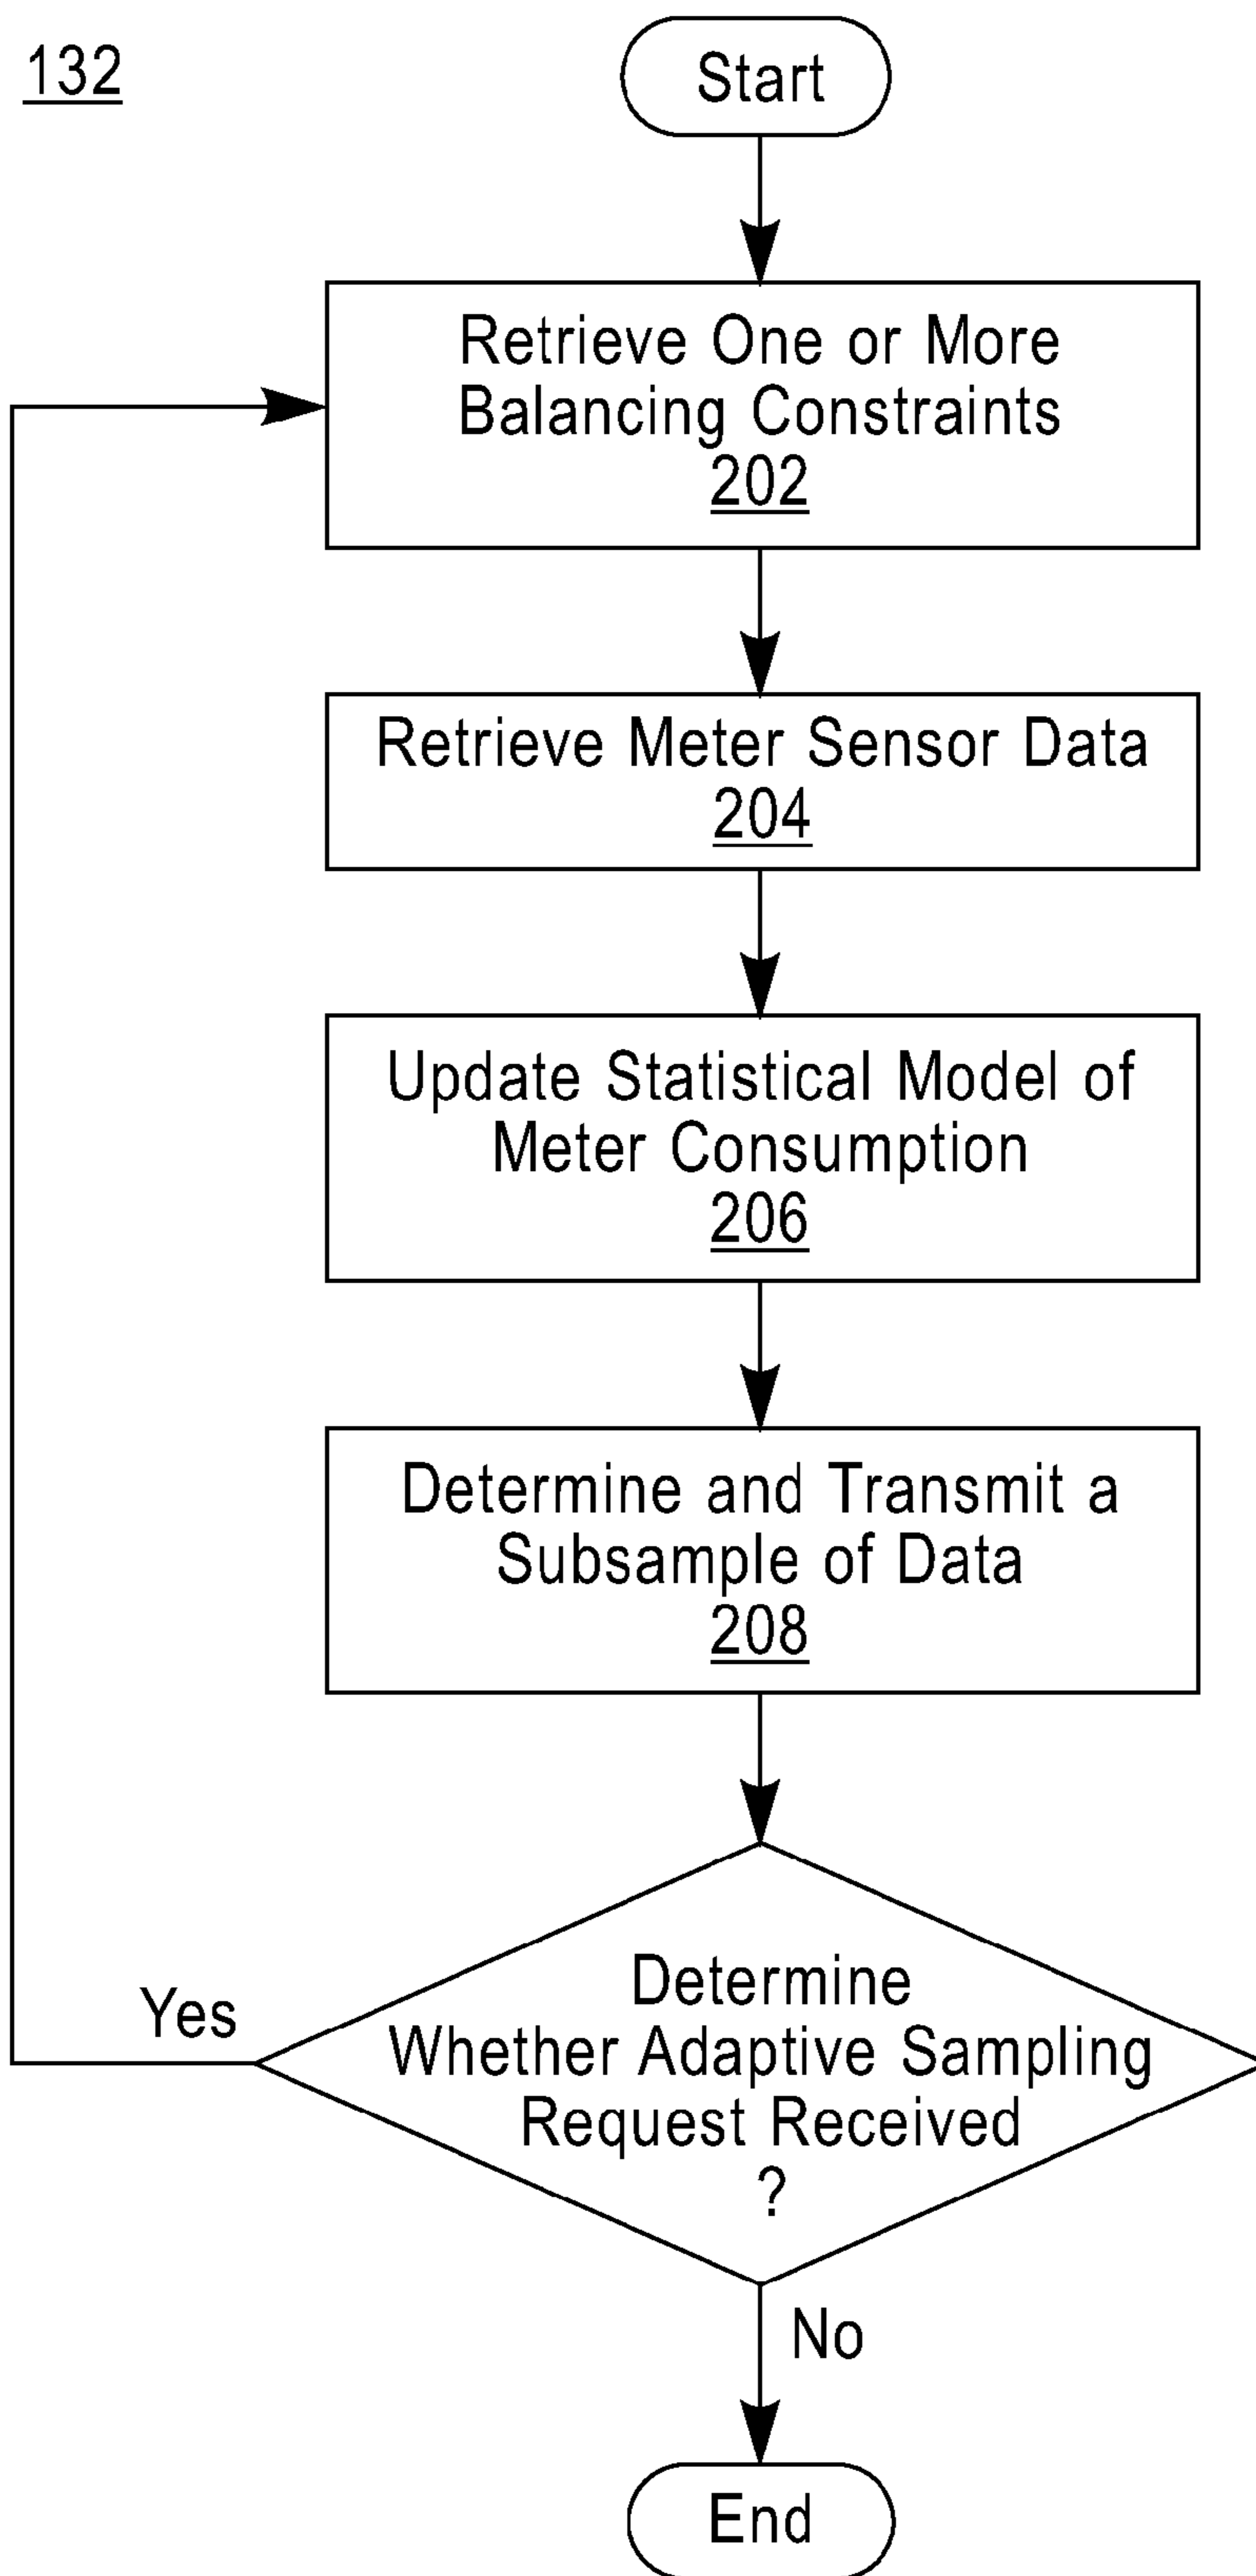 132
Start
Retrieve One or More
Balancing Constraints
202
Retrieve Meter Sensor Data
204
Update Statistical Model of
Meter Consumption
206
Determine and Transmit a
Subsample of Data
208
Yes
Determine
Whether Adaptive Sampling
Request Received
?
No
End